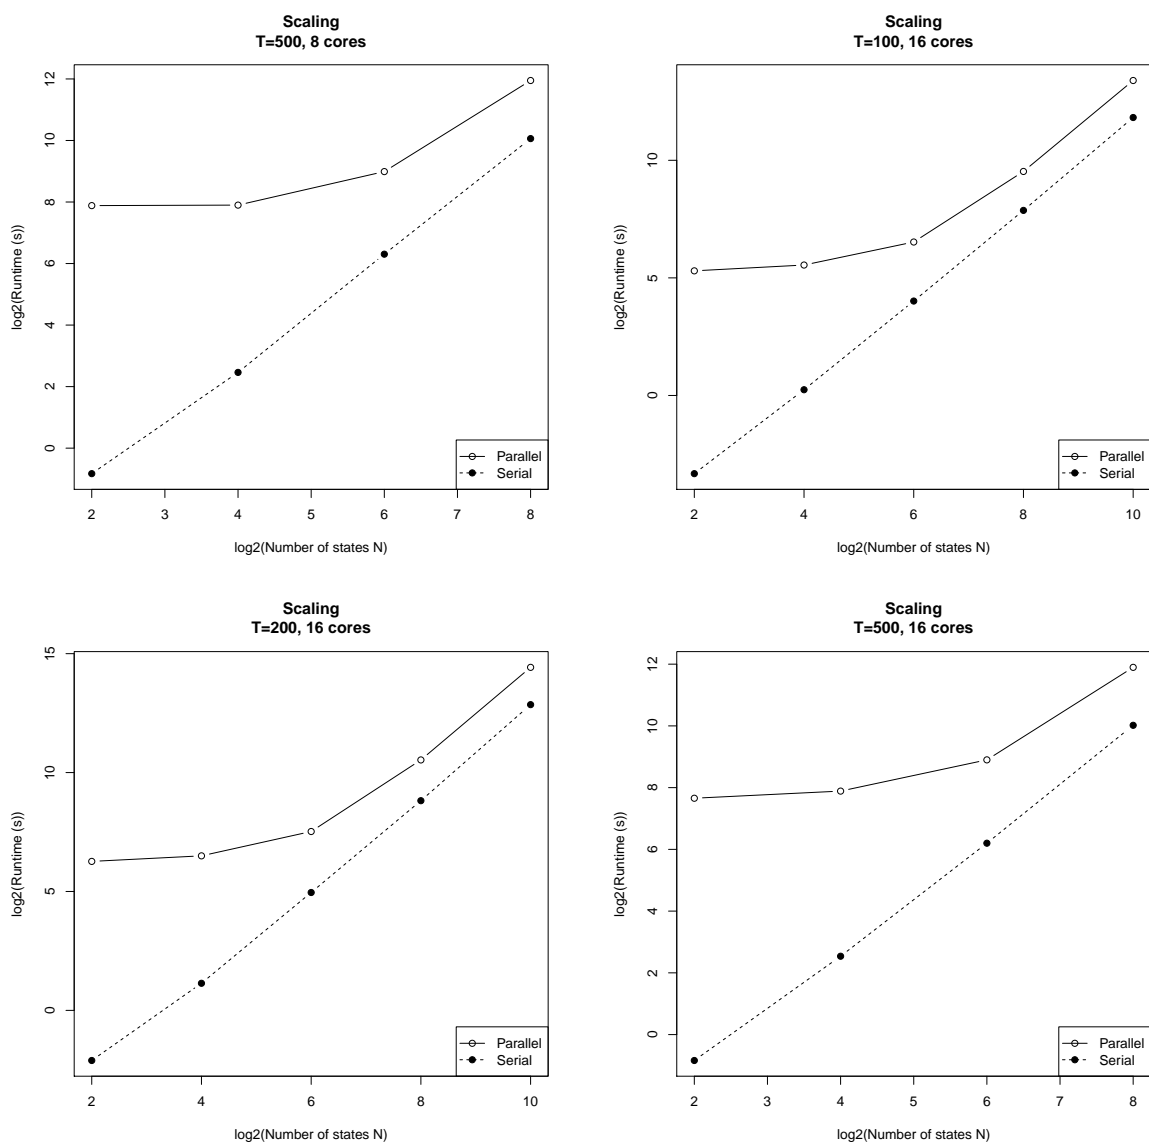 Scaling
T=500, 8 cores
12
10
8
6
4
2
0
log2(Runtime (s))
2 3 4 5 6 7 8
log2(Number of states N)
Parallel
Serial
Scaling
T=100, 16 cores
10
5
0
log2(Runtime (s))
2 4 6 8 10
log2(Number of states N)
Parallel
Serial
Scaling
T=200, 16 cores
15
10
5
0
log2(Runtime (s))
2 4 6 8 10
log2(Number of states N)
Parallel
Serial
Scaling
T=500, 16 cores
12
10
8
6
4
2
0
log2(Runtime (s))
2 3 4 5 6 7 8
log2(Number of states N)
Parallel
Serial